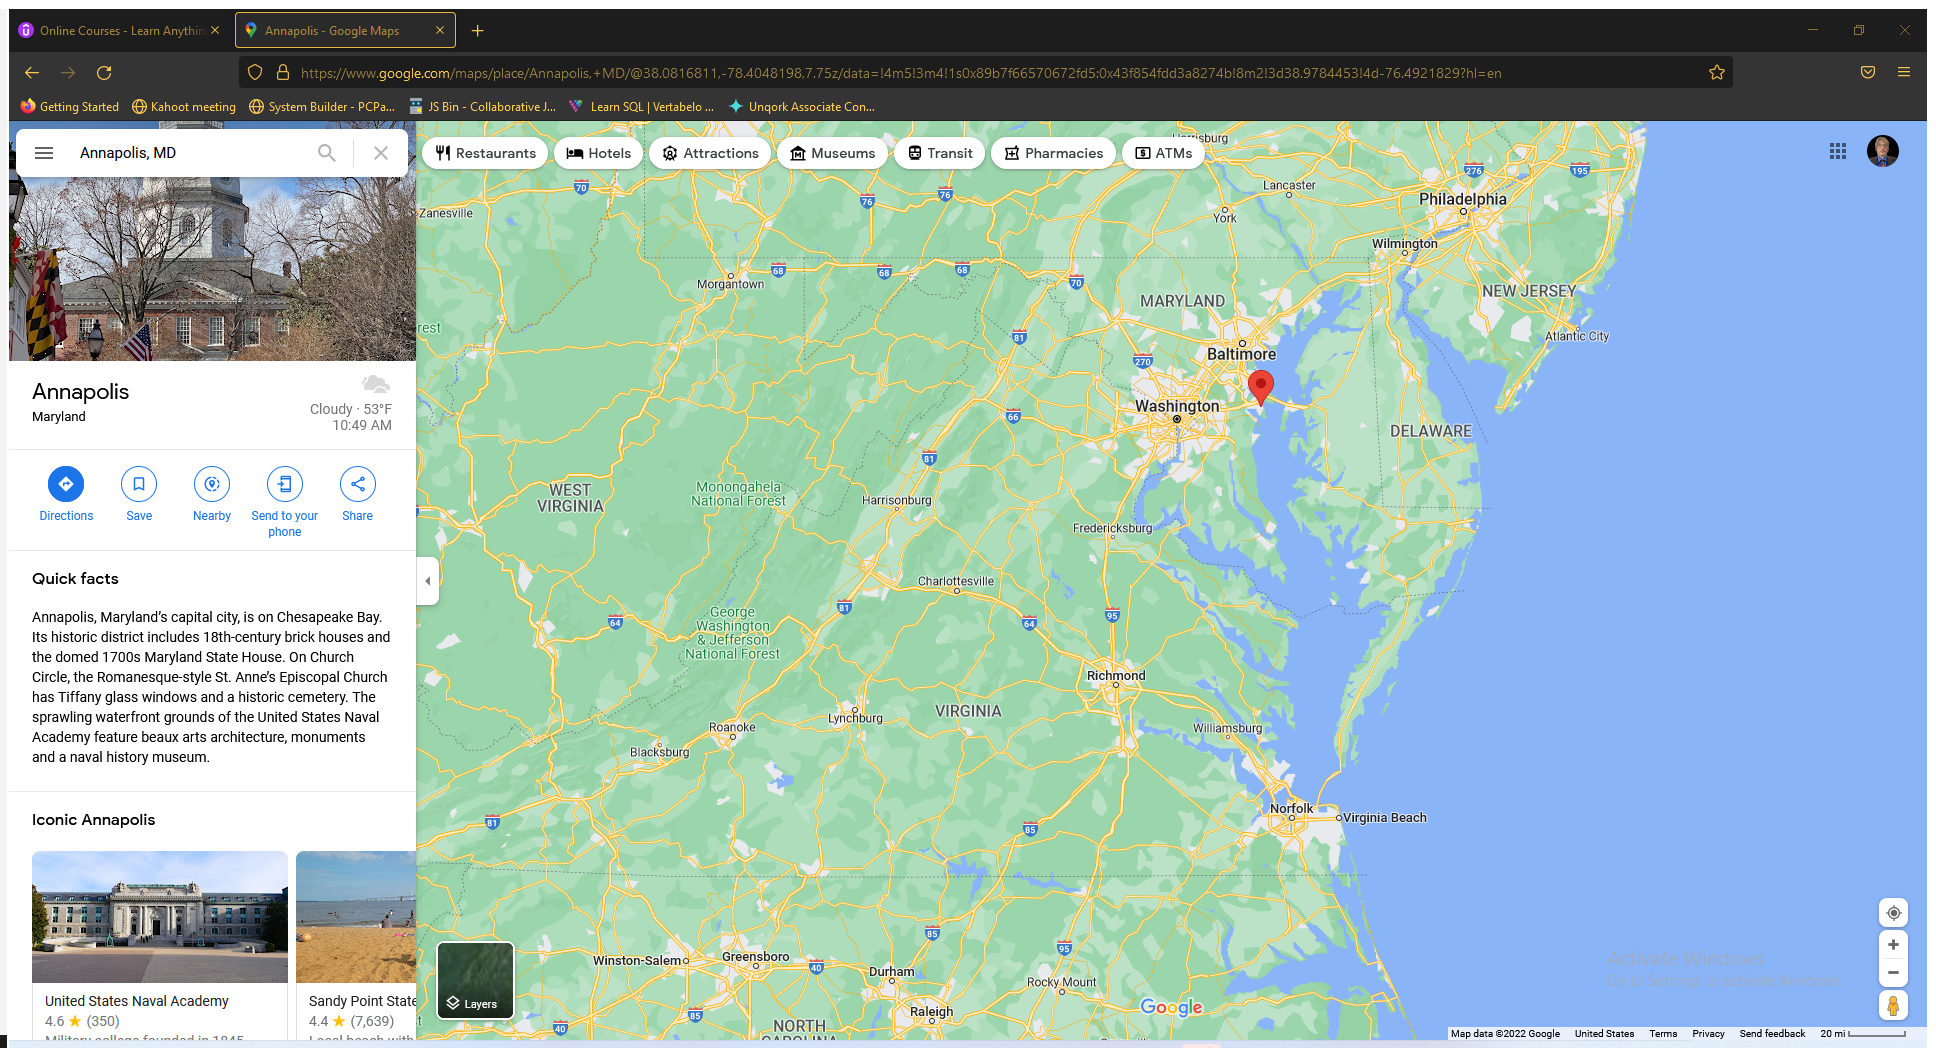 Online Courses - Learn Anythin
Annapolis - Google Maps
https://www.google.com/maps/place/Annapolis,+MD/@38.0816811,-78.4048198,7.75z/data=!4m5!3m4!1s0x89b7f66570672fd5:0x43f854fdd3a8274b!8m2!3d38.9784453!4d-76.4921829?hl=en
Getting Started
Kahoot meeting
System Builder - PCPa...
JS Bin - Collaborative J...
Learn SQL | Vertabelo ...
Unqork Associate Con...
Annapolis, MD
Restaurants
Hotels
Attractions
Museums
Transit
Pharmacies
ATMs
Annapolis
Maryland
Cloudy · 53°F
10:49 AM
Directions
Save
Nearby
Send to your
phone
Share
Quick facts
Annapolis, Maryland’s capital city, is on Chesapeake Bay.
Its historic district includes 18th-century brick houses and
the domed 1700s Maryland State House. On Church
Circle, the Romanesque-style St. Anne’s Episcopal Church
has Tiffany glass windows and a historic cemetery. The
sprawling waterfront grounds of the United States Naval
Academy feature beaux arts architecture, monuments
and a naval history museum.
Iconic Annapolis
United States Naval Academy
4.6 ★ (350)
Military college founded in 1845
Sandy Point State
4.4 ★ (7,639)
Local beach with
Harrisburg
276
195
70
76
76
Lancaster
Zanesville
York
Philadelphia
Wilmington
68
68
68
70
Morgantown
MARYLAND
NEW JERSEY
rest
81
Atlantic City
270
Baltimore
Washington
66
DELAWARE
81
WEST
VIRGINIA
Monongahela
National Forest
Harrisonburg
Fredericksburg
Charlottesville
81
64
64
95
George
Washington
& Jefferson
National Forest
Richmond
VIRGINIA
Lynchburg
Roanoke
Williamsburg
Blacksburg
81
85
Norfolk
Virginia Beach
85
95
Winston-Salem
Greensboro
40
Durham
Rocky Mount
Raleigh
85
40
NORTH
CAROLINA
Layers
Google
Activate Windows
Go to Settings to activate Windows.
Map data ©2022 Google
United States
Terms
Privacy
Send feedback
20 mi